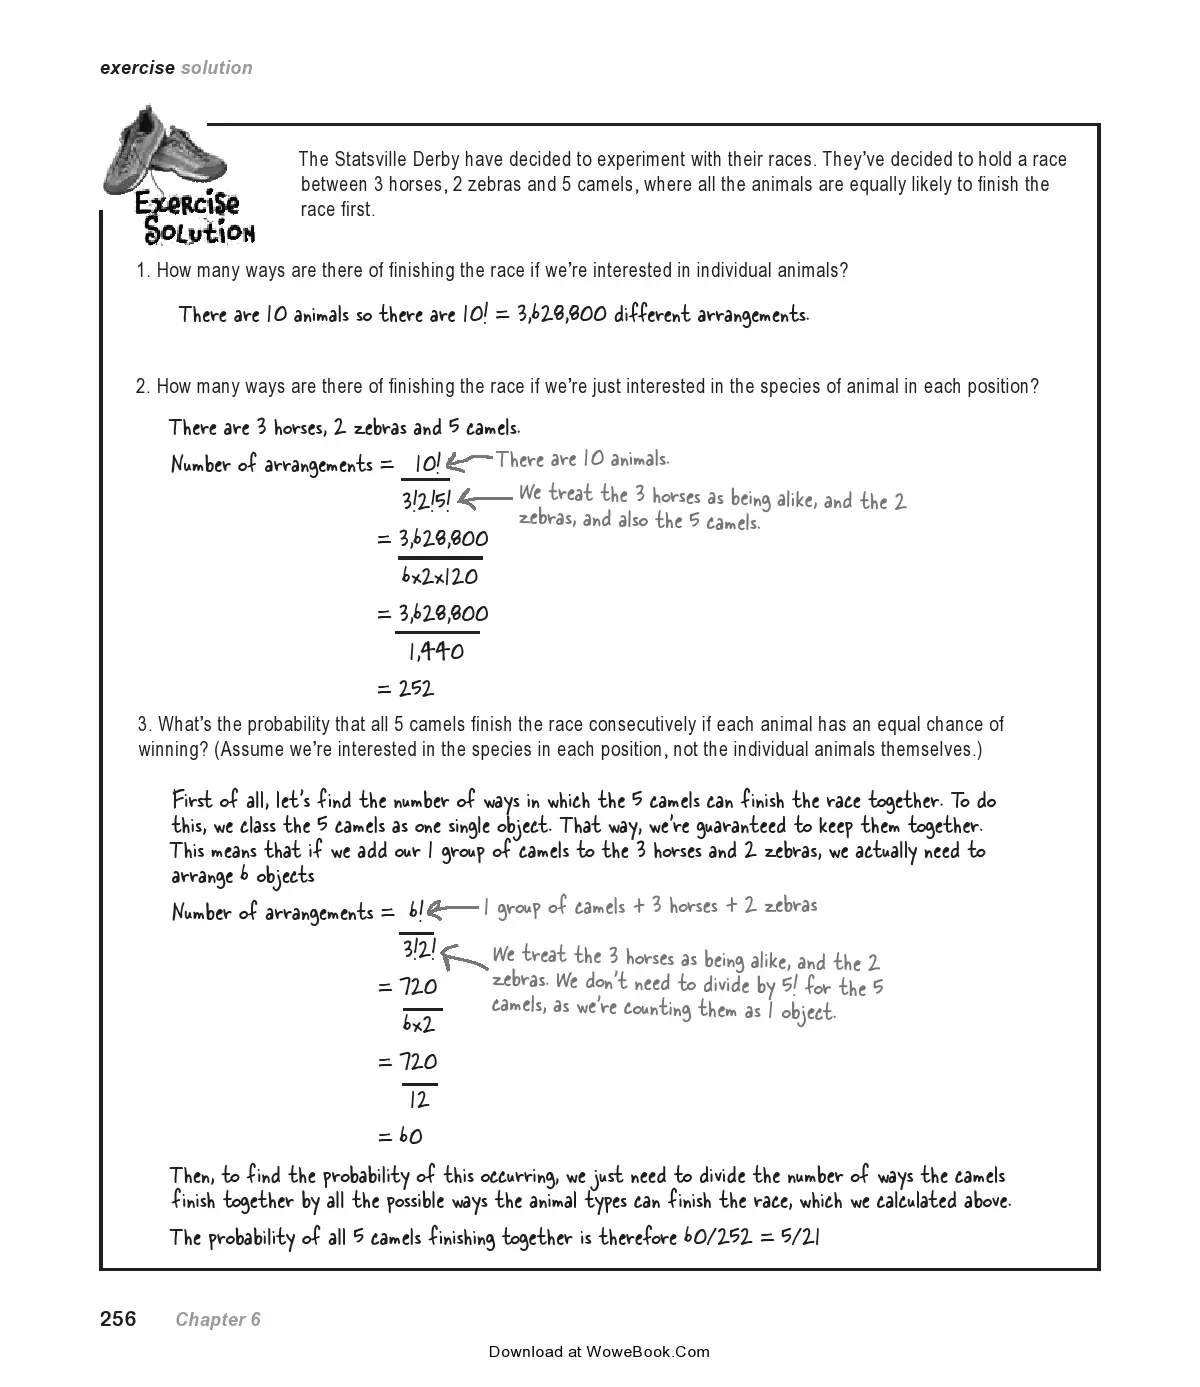 exercise solution
Exercise
Solution
The Statsville Derby have decided to experiment with their races. They’ve decided to hold a race
between 3 horses, 2 zebras and 5 camels, where all the animals are equally likely to finish the
race first.
1. How many ways are there of finishing the race if we’re interested in individual animals?
There are 10 animals so there are 10! = 3,628,800 different arrangements.
2. How many ways are there of finishing the race if we’re just interested in the species of animal in each position?
There are 3 horses, 2 zebras and 5 camels.
Number of arrangements = 10! There are 10 animals.
3!2!5! We treat the 3 horses as being alike, and the 2
zebras, and also the 5 camels.
= 3,628,800
6x2x120
= 3,628,800
1,440
= 252
3. What’s the probability that all 5 camels finish the race consecutively if each animal has an equal chance of
winning? (Assume we’re interested in the species in each position, not the individual animals themselves.)
First of all, let’s find the number of ways in which the 5 camels can finish the race together. To do
this, we class the 5 camels as one single object. That way, we’re guaranteed to keep them together.
This means that if we add our 1 group of camels to the 3 horses and 2 zebras, we actually need to
arrange 6 objects
Number of arrangements = 6! 1 group of camels + 3 horses + 2 zebras
3!2! We treat the 3 horses as being alike, and the 2
zebras. We don’t need to divide by 5! for the 5
camels, as we’re counting them as 1 object.
= 720
6x2
= 720
12
= 60
Then, to find the probability of this occurring, we just need to divide the number of ways the camels
finish together by all the possible ways the animal types can finish the race, which we calculated above.
The probability of all 5 camels finishing together is therefore 60/252 = 5/21
256 Chapter 6
Download at WoweBook.Com